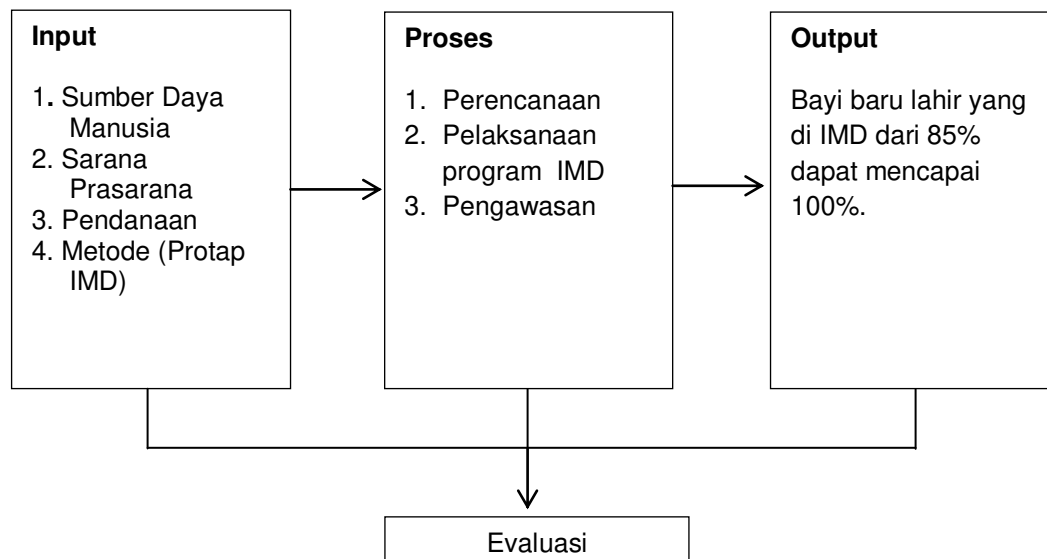 Input
1. Sumber Daya
Manusia
2. Sarana
Prasarana
3. Pendanaan
4. Metode (Protap
IMD)
Proses
1. Perencanaan
2. Pelaksanaan
program IMD
3. Pengawasan
Output
Bayi baru lahir yang
di IMD dari 85%
dapat mencapai
100%.
Evaluasi